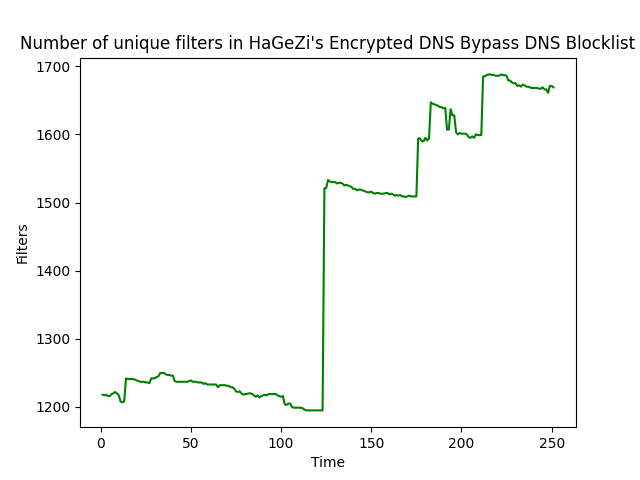 Number of unique filters in HaGeZi's Encrypted DNS Bypass DNS Blocklist
1700
1600
1500
1400
1300
1200
Filters
0 50 100 150 200 250
Time